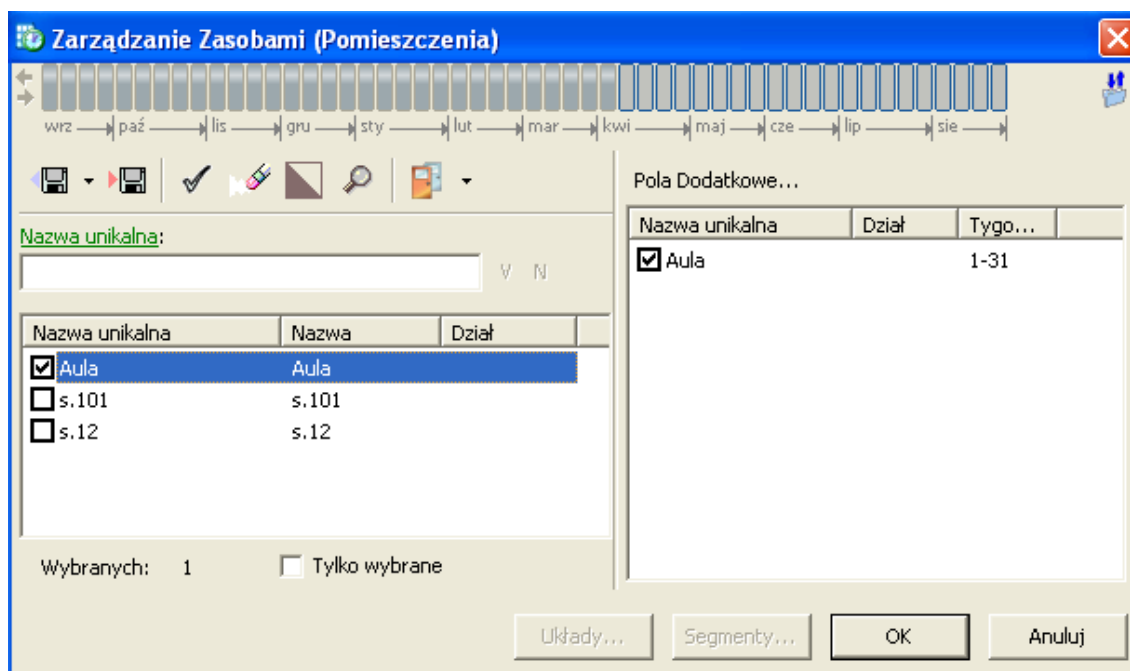 Zarządzanie Zasobami (Pomieszczenia)
wrz paź lis gru sty lut mar kwi maj cze lip sie
Pola Dodatkowe...
Nazwa unikalna:
V N
Nazwa unikalna Nazwa Dział
Aula Aula
s.101 s.101
s.12 s.12
Wybranych: 1 Tylko wybrane
Nazwa unikalna Dział Tygo...
Aula 1-31
Układy... Segmenty... OK Anuluj